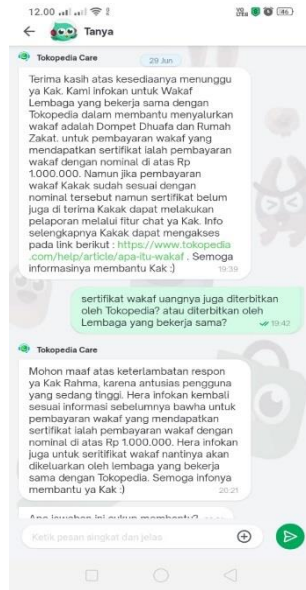 12.00
Tanya
Tokopedia Care
29 Jun
Terima kasih atas kesediaanya menunggu
ya Kak. Kami infokan untuk Wakaf
Lembaga yang bekerja sama dengan
Tokopedia dalam membantu menyalurkan
wakaf adalah Dompet Dhuafa dan Rumah
Zakat. untuk pembayaran wakaf yang
mendapatkan sertifikat ialah pembayaran
wakaf dengan nominal di atas Rp
1.000.000. Namun jika pembayaran
wakaf Kakak sudah sesuai dengan
nominal tersebut namun sertifikat belum
juga di terima Kakak dapat melakukan
pelaporan melalui fitur chat ya Kak. Info
selengkapnya Kakak dapat mengakses
pada link berikut : https://www.tokopedia
.com/help/article/apa-itu-wakaf . Semoga
informasinya membantu Kak :)
19:39
sertifikat wakaf uangnya juga diterbitkan
oleh Tokopedia? atau diterbitkan oleh
Lembaga yang bekerja sama?
19:42
Tokopedia Care
Mohon maaf atas keterlambatan respon
ya Kak Rahma, karena antusias pengguna
yang sedang tinggi. Hera infokan kembali
sesuai informasi sebelumnya bawha untuk
pembayaran wakaf yang mendapatkan
sertifikat ialah pembayaran wakaf dengan
nominal di atas Rp 1.000.000. Hera infokan
juga untuk seritifikat wakaf nantinya akan
dikeluarkan oleh lembaga yang bekerja
sama dengan Tokopedia. Semoga infonya
membantu ya Kak :)
20:21
Apa jawaban ini cukup membantu?
Ketik pesan singkat dan jelas